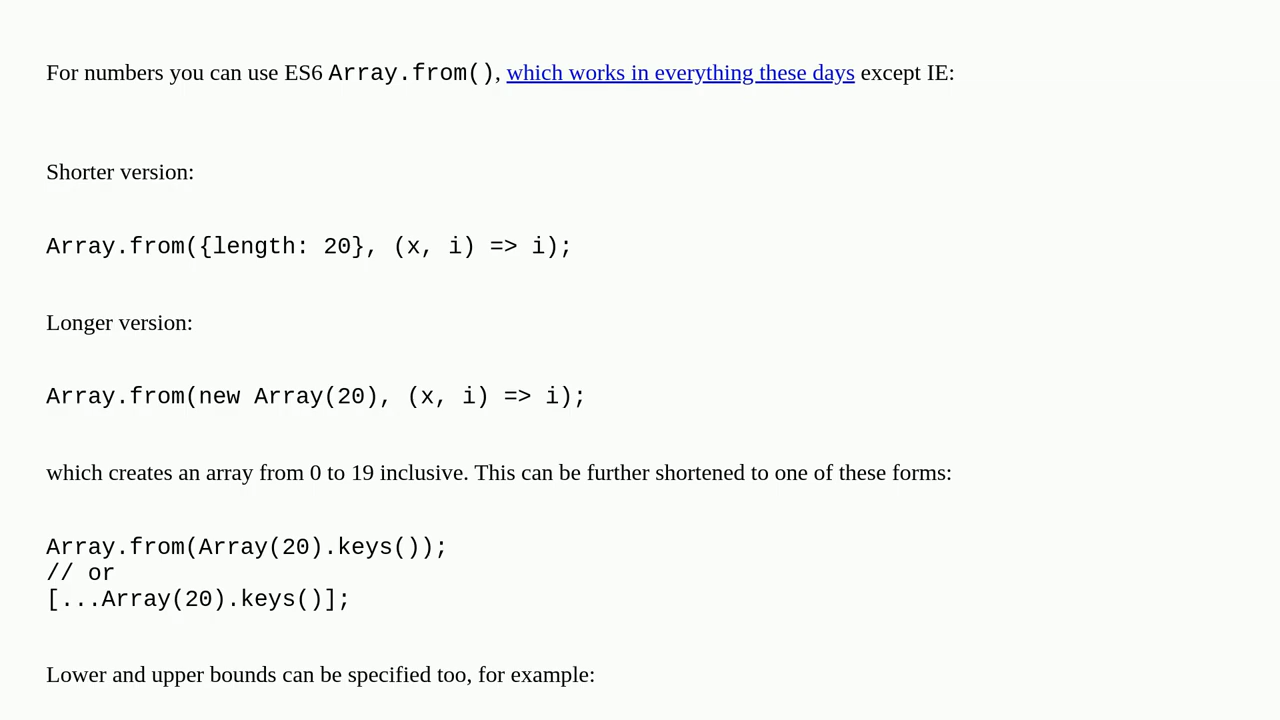 For numbers you can use ES6 Array.from(), which works in everything these days except IE:
Shorter version:
Array.from({length: 20}, (x, i) => i);
Longer version:
Array.from(new Array(20), (x, i) => i);
which creates an array from 0 to 19 inclusive. This can be further shortened to one of these forms:
Array.from(Array(20).keys());
// or
[...Array(20).keys()];
Lower and upper bounds can be specified too, for example: